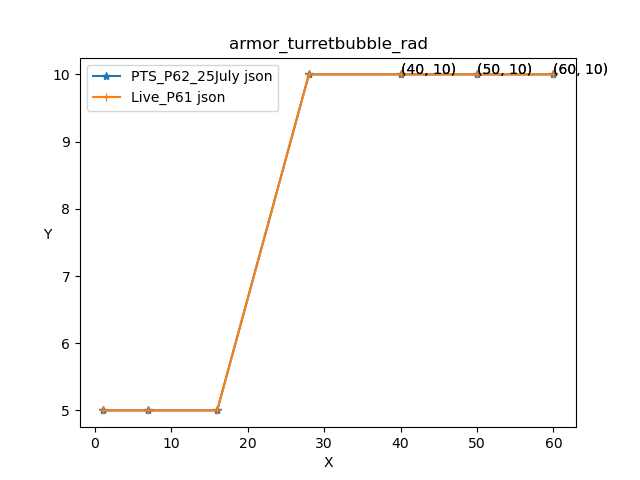 armor_turretbubble_rad
PTS_P62_25July json
Live_P61 json
(40, 10) (50, 10) (60, 10)
10
9
8
7
6
5
Y
0 10 20 30 40 50 60
X